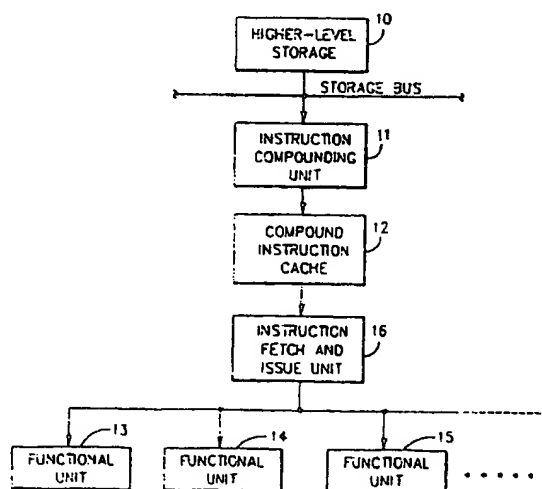 10
HIGHER-LEVEL
STORAGE
STORAGE BUS
11
INSTRUCTION
COMPOUNDING
UNIT
12
COMPOUND
INSTRUCTION
CACHE
16
INSTRUCTION
FETCH AND
ISSUE UNIT
13
14
15
FUNCTIONAL
UNIT
FUNCTIONAL
UNIT
FUNCTIONAL
UNIT